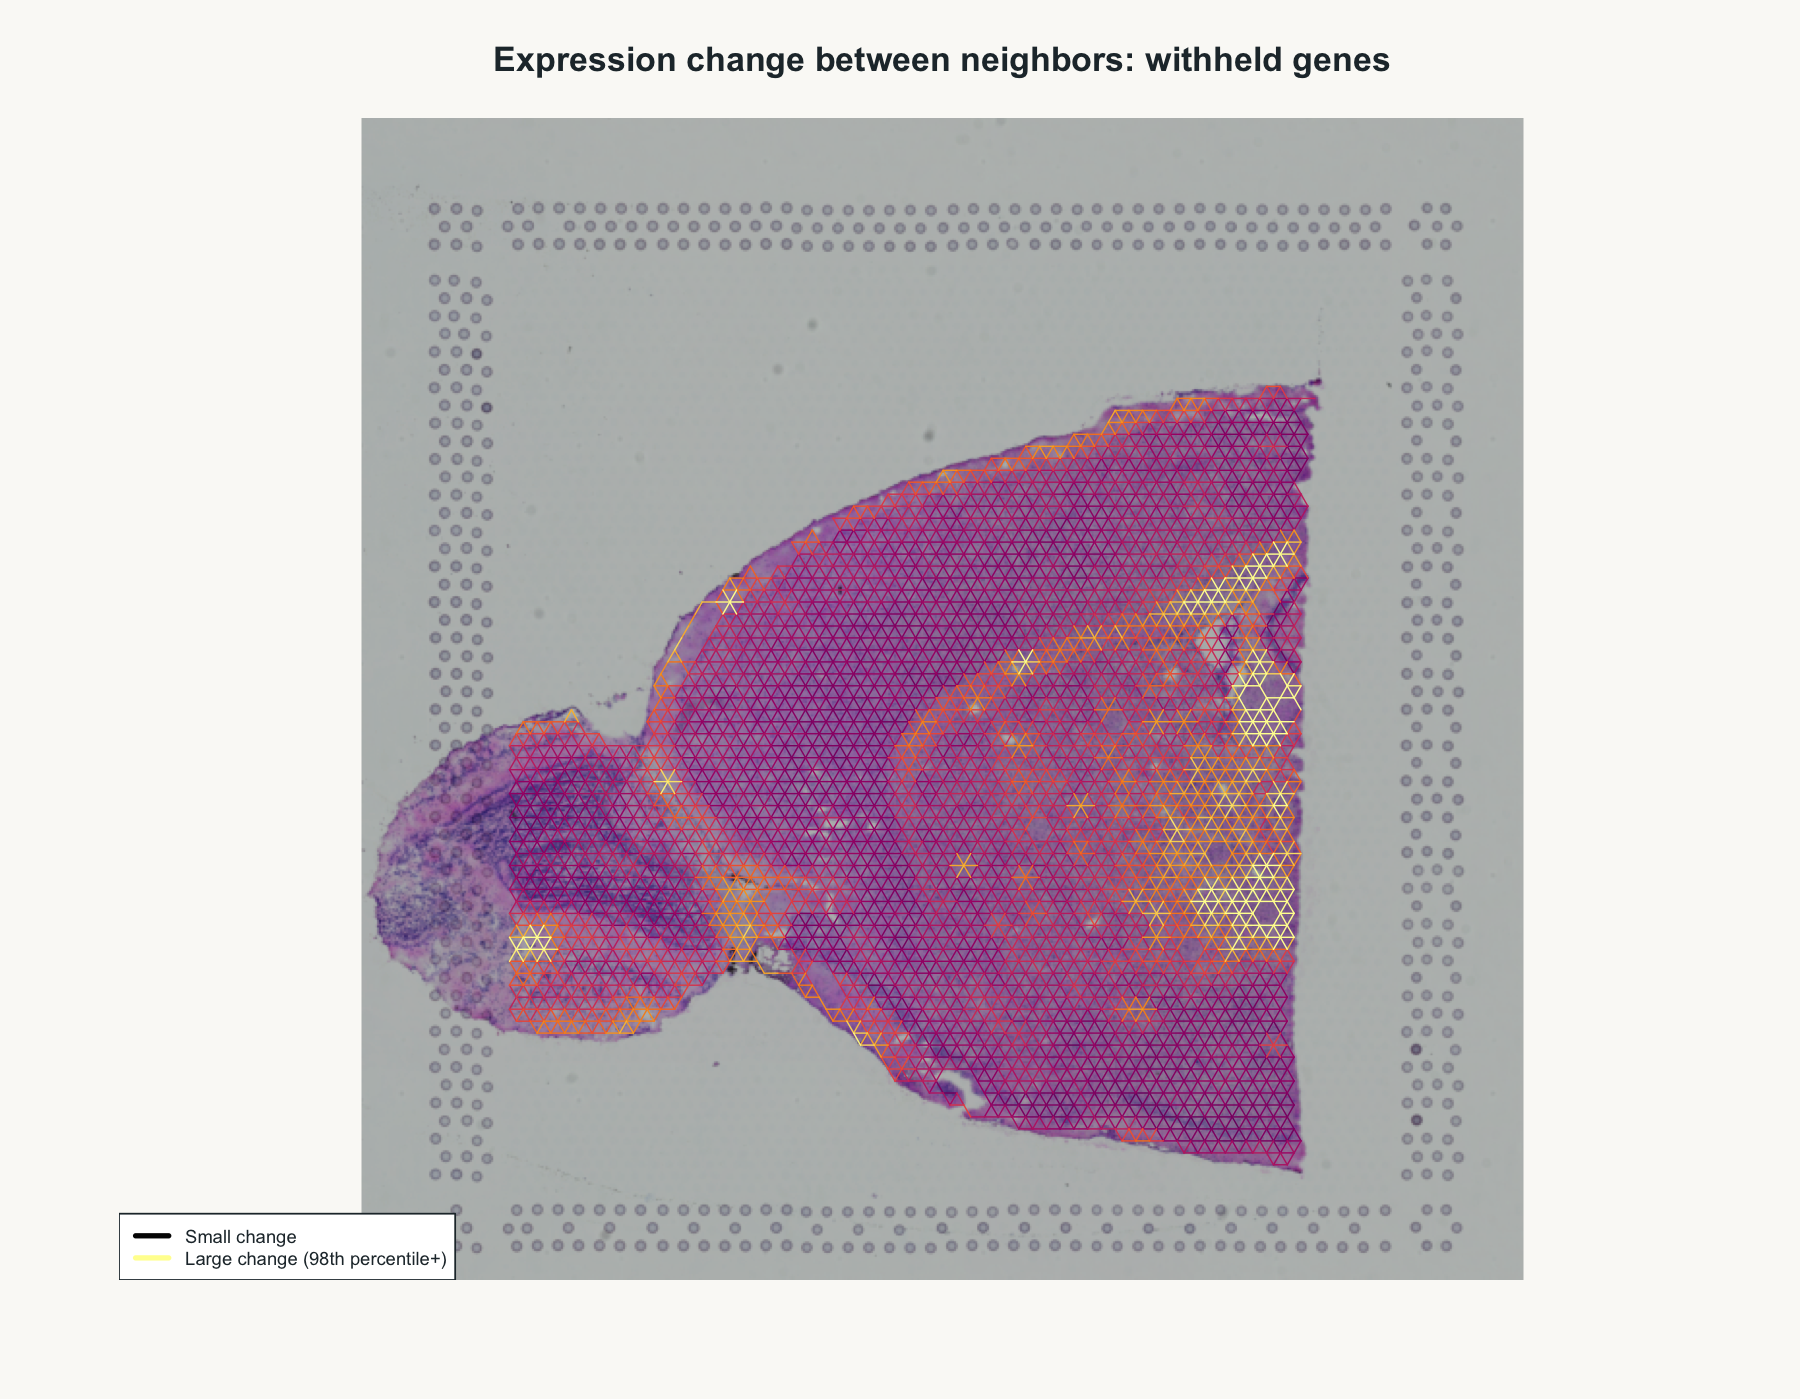 Expression change between neighbors: withheld genes
Small change
Large change (98th percentile+)